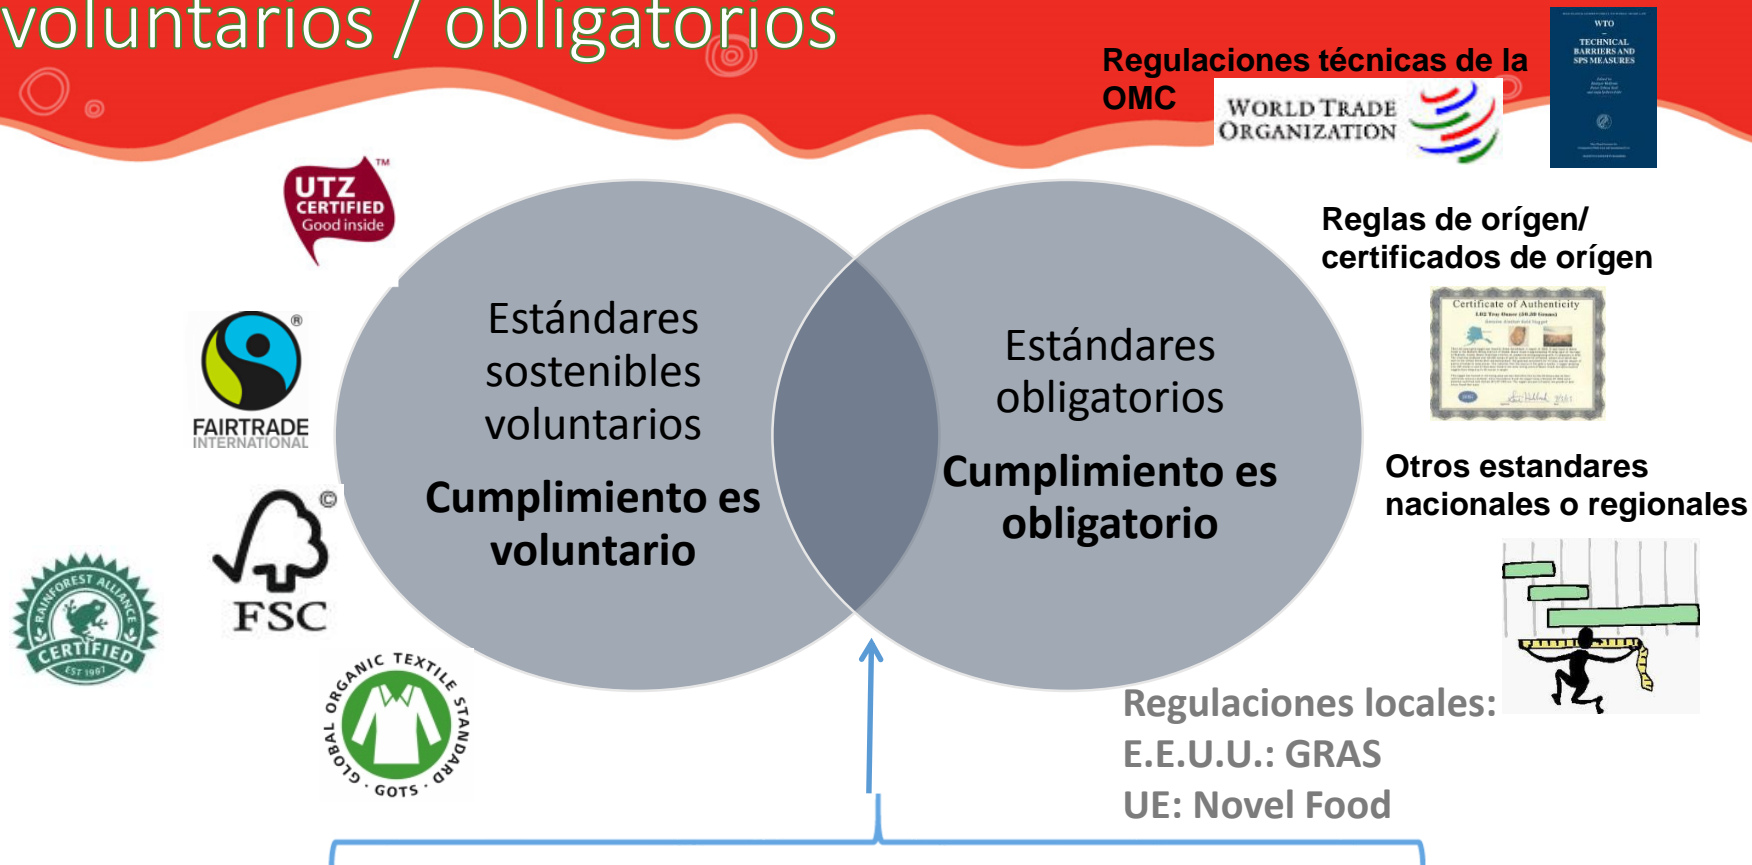 voluntarios / obligatorios
Regulaciones técnicas de la
OMC
WORLD TRADE
ORGANIZATION
WTO
TECHNICAL
BARRIERS AND
SPS MEASURES
UTZ
CERTIFIED
Good inside
TM
Reglas de orígen/
certificados de orígen
Certificate of Authenticity
FAIRTRADE
INTERNATIONAL
®
Estándares
sostenibles
voluntarios
Cumplimiento es
voluntario
Estándares
obligatorios
Cumplimiento es
obligatorio
Otros estandares
nacionales o regionales
©
FSC
RAINFOREST ALLIANCE
CERTIFIED
EST 1987
GLOBAL ORGANIC TEXTILE STANDARD
· GOTS ·
Regulaciones locales:
E.E.U.U.: GRAS
UE: Novel Food